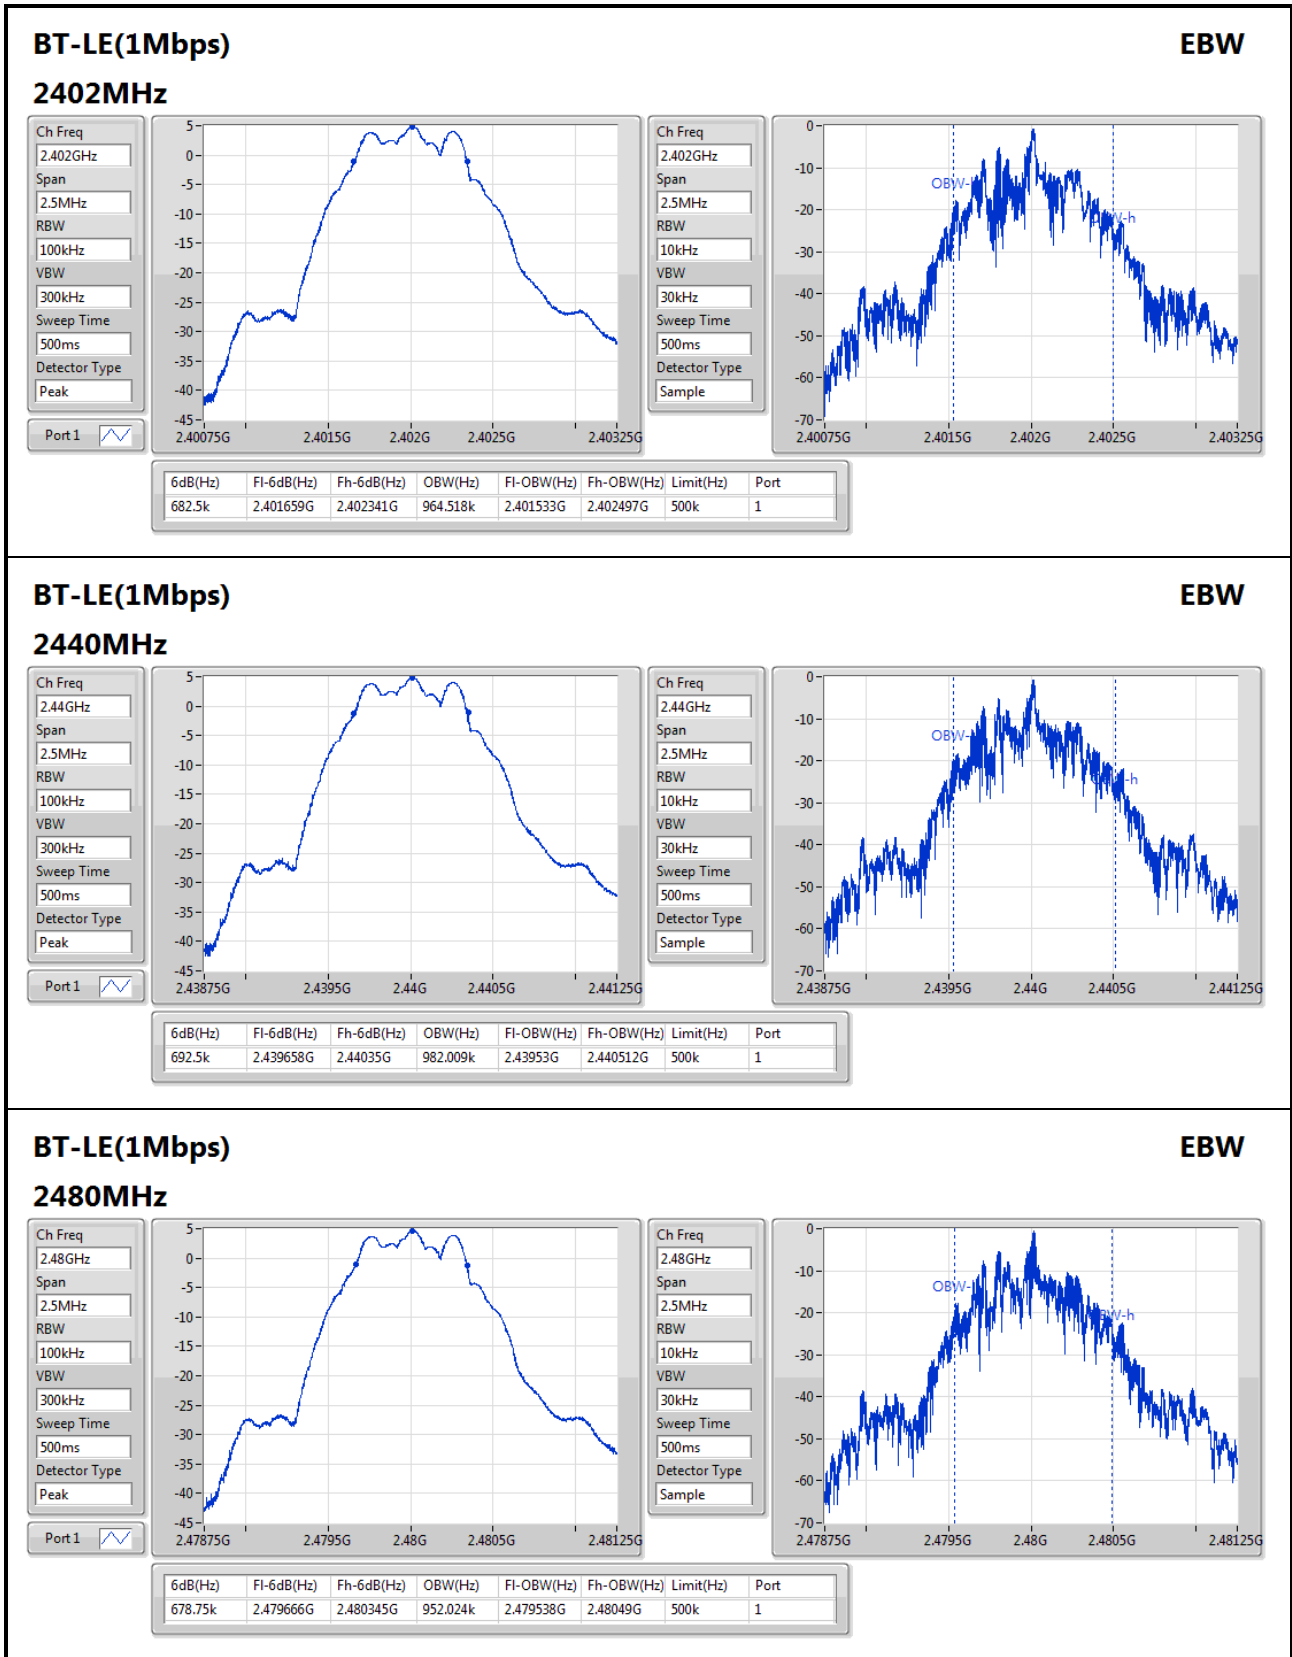 BT-LE(1Mbps) EBW
2402MHz
Ch Freq
2.402GHz
Span
2.5MHz
RBW
100kHz
VBW
300kHz
Sweep Time
500ms
Detector Type
Peak
Port 1
5
0
-5
-10
-15
-20
-25
-30
-35
-40
-45
2.40075G 2.4015G 2.402G 2.4025G 2.40325G
Ch Freq
2.402GHz
Span
2.5MHz
RBW
10kHz
VBW
30kHz
Sweep Time
500ms
Detector Type
Sample
0
-10
-20
-30
-40
-50
-60
-70
OBW-
2.40075G 2.4015G 2.402G 2.4025G 2.40325G
6dB(Hz) Fl-6dB(Hz) Fh-6dB(Hz) OBW(Hz) Fl-OBW(Hz) Fh-OBW(Hz) Limit(Hz) Port
682.5k 2.401659G 2.402341G 964.518k 2.401533G 2.402497G 500k 1
BT-LE(1Mbps) EBW
2440MHz
Ch Freq
2.44GHz
Span
2.5MHz
RBW
100kHz
VBW
300kHz
Sweep Time
500ms
Detector Type
Peak
Port 1
5
0
-5
-10
-15
-20
-25
-30
-35
-40
-45
2.43875G 2.4395G 2.44G 2.4405G 2.44125G
Ch Freq
2.44GHz
Span
2.5MHz
RBW
10kHz
VBW
30kHz
Sweep Time
500ms
Detector Type
Sample
0
-10
-20
-30
-40
-50
-60
-70
OBW-
2.43875G 2.4395G 2.44G 2.4405G 2.44125G
6dB(Hz) Fl-6dB(Hz) Fh-6dB(Hz) OBW(Hz) Fl-OBW(Hz) Fh-OBW(Hz) Limit(Hz) Port
692.5k 2.439658G 2.44035G 982.009k 2.43953G 2.440512G 500k 1
BT-LE(1Mbps) EBW
2480MHz
Ch Freq
2.48GHz
Span
2.5MHz
RBW
100kHz
VBW
300kHz
Sweep Time
500ms
Detector Type
Peak
Port 1
5
0
-5
-10
-15
-20
-25
-30
-35
-40
-45
2.47875G 2.4795G 2.48G 2.4805G 2.48125G
Ch Freq
2.48GHz
Span
2.5MHz
RBW
10kHz
VBW
30kHz
Sweep Time
500ms
Detector Type
Sample
0
-10
-20
-30
-40
-50
-60
-70
OBW-
2.47875G 2.4795G 2.48G 2.4805G 2.48125G
6dB(Hz) Fl-6dB(Hz) Fh-6dB(Hz) OBW(Hz) Fl-OBW(Hz) Fh-OBW(Hz) Limit(Hz) Port
678.75k 2.479666G 2.480345G 952.024k 2.479538G 2.48049G 500k 1